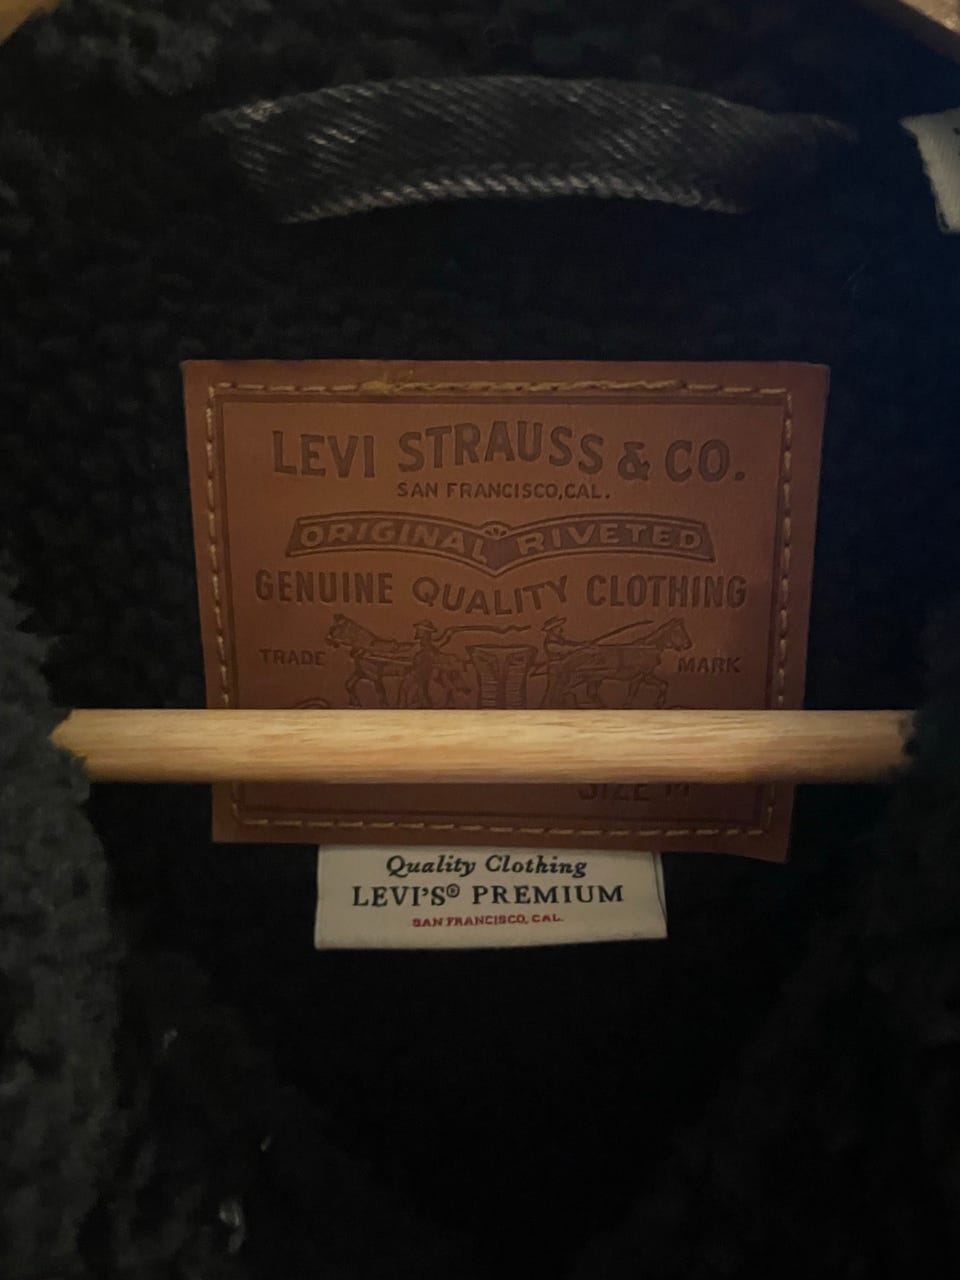 LEVI STRAUSS & CO.
SAN FRANCISCO, CAL.
ORIGINAL RIVETED
GENUINE QUALITY CLOTHING
TRADE MARK
SIZE M
Quality Clothing
LEVI'S® PREMIUM
SAN FRANCISCO, CAL.